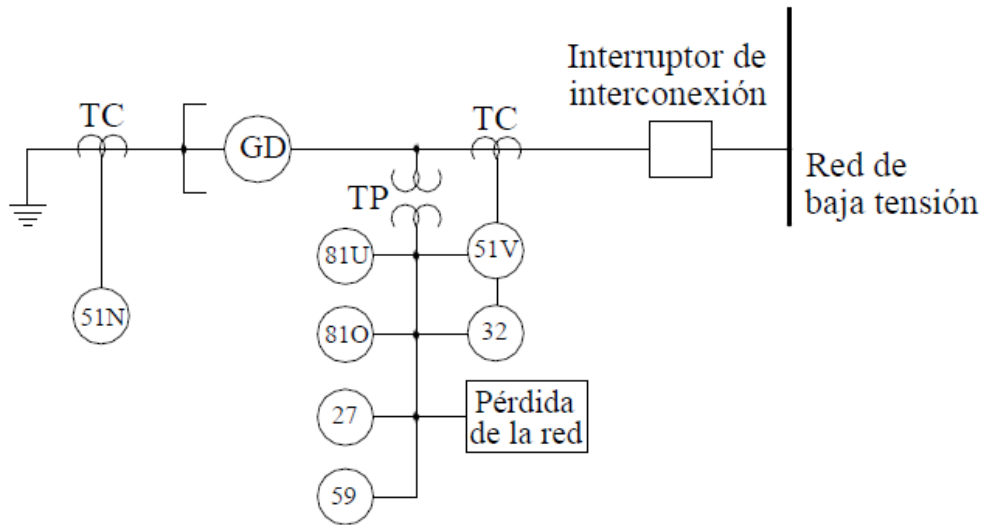 Interruptor de
interconexión
TC
TC
GD
Red de
baja tensión
TP
81U
51V
51N
81O
32
27
Pérdida
de la red
59